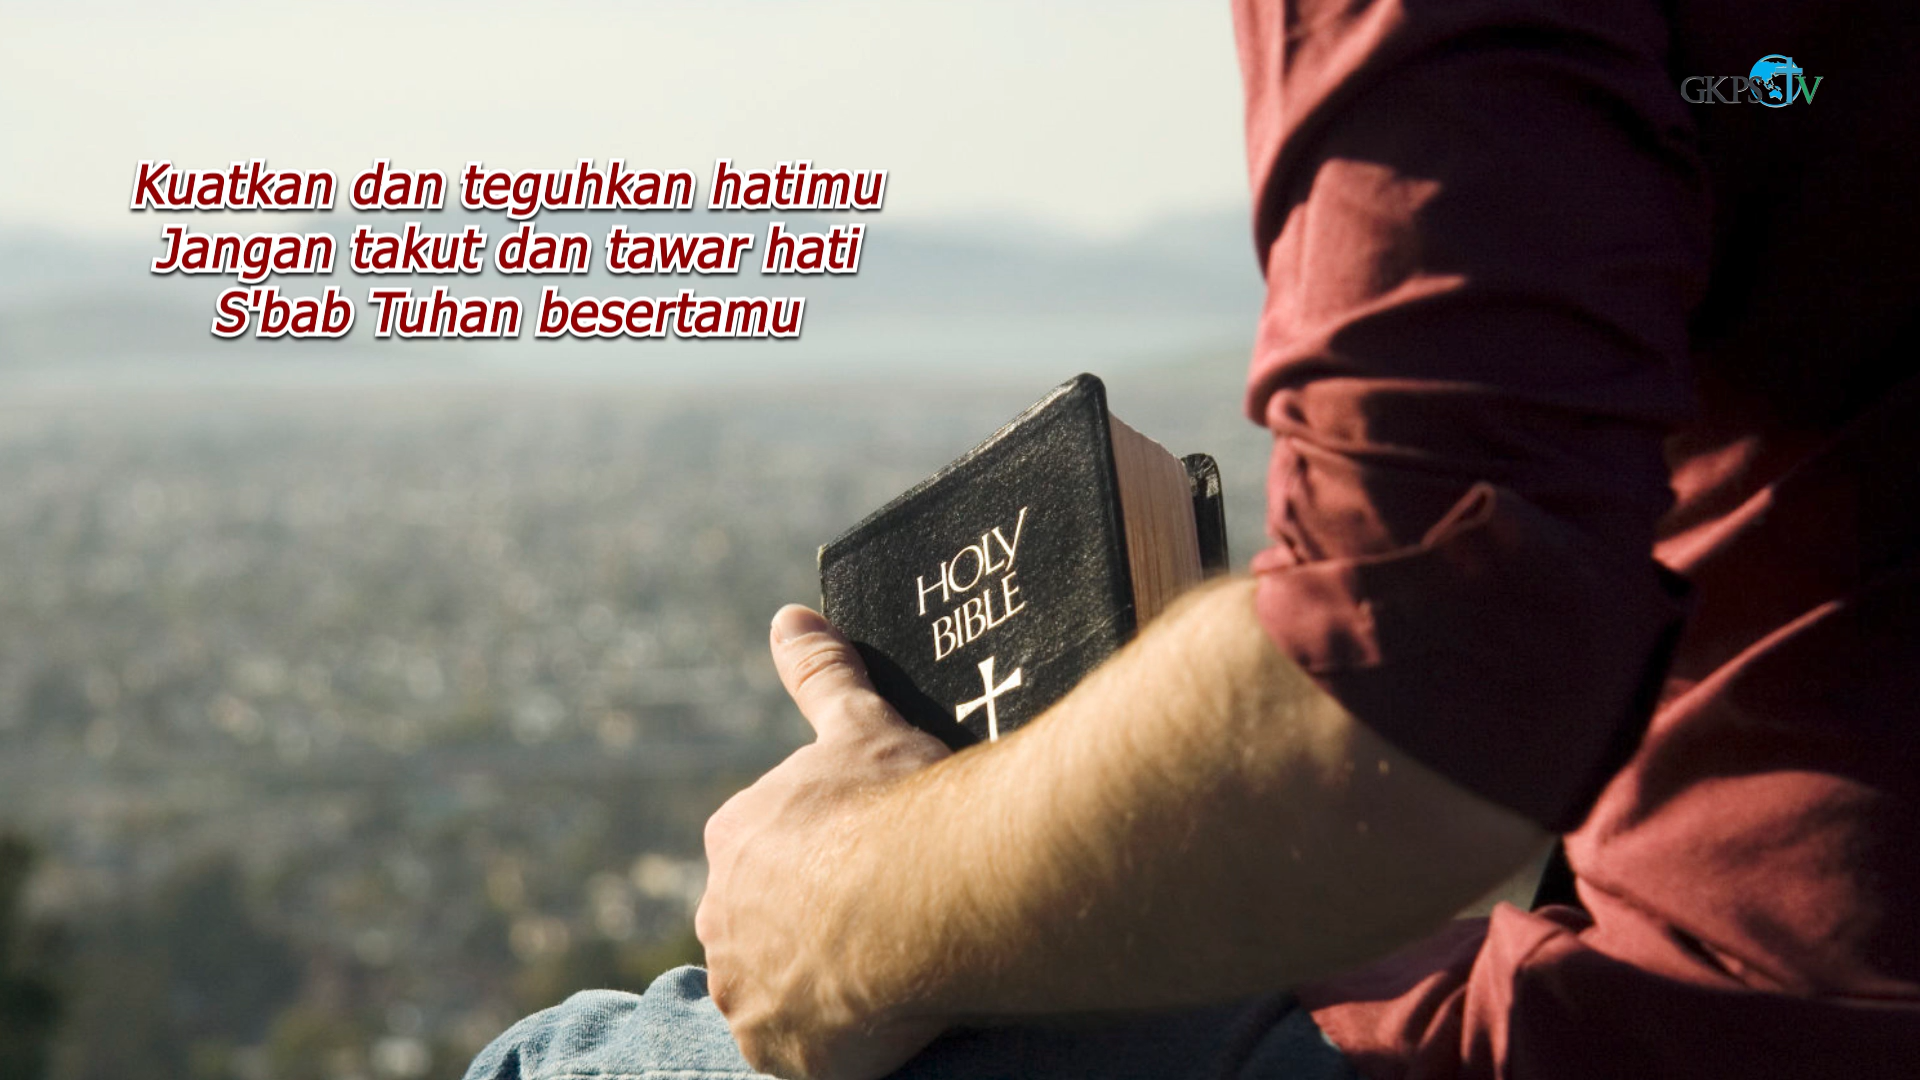 GKPS TV
Kuatkan dan teguhkan hatimu
Jangan takut dan tawar hati
S'bab Tuhan besertamu
HOLY
BIBLE